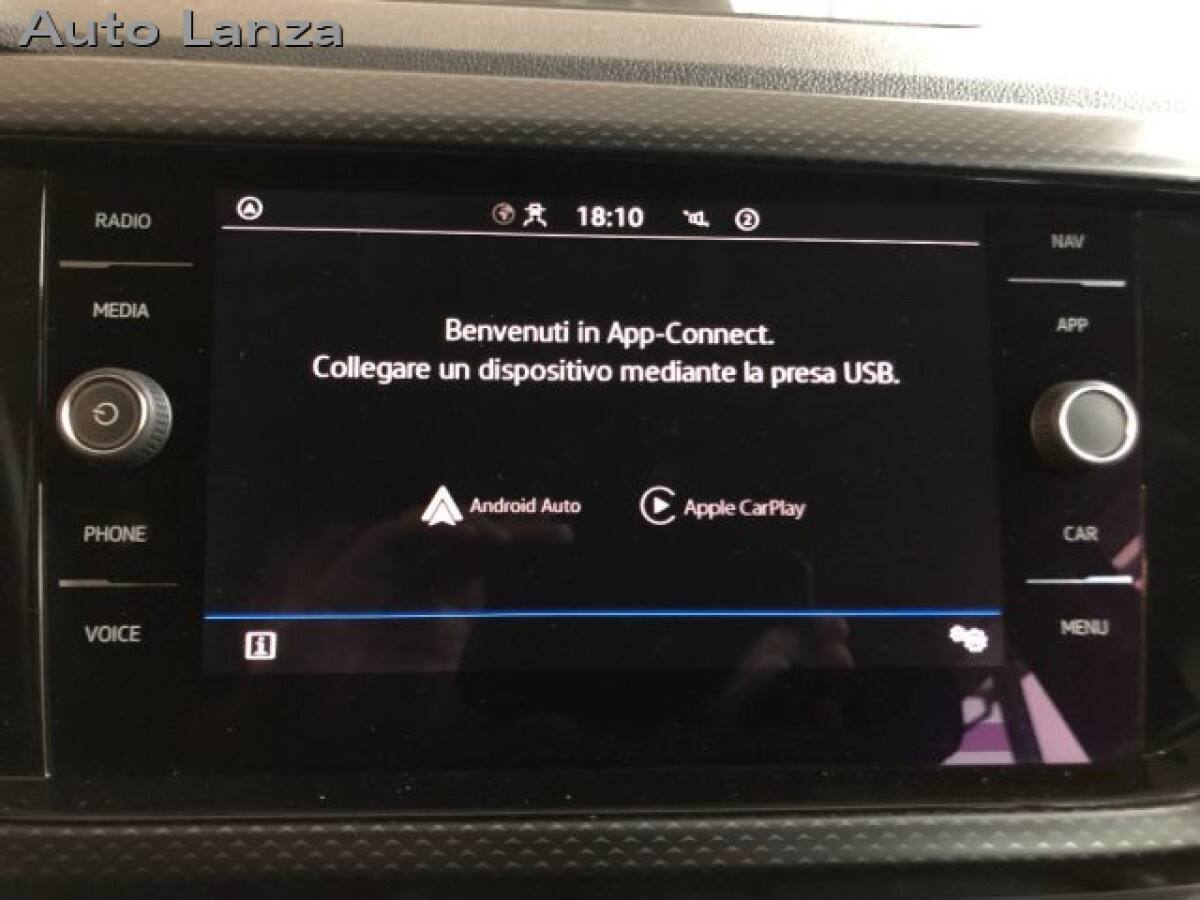 Auto Lanza
RADIO
MEDIA
PHONE
VOICE
18:10
2
Benvenuti in App-Connect.
Collegare un dispositivo mediante la presa USB.
Android Auto
Apple CarPlay
i
NAV
APP
CAR
MENU